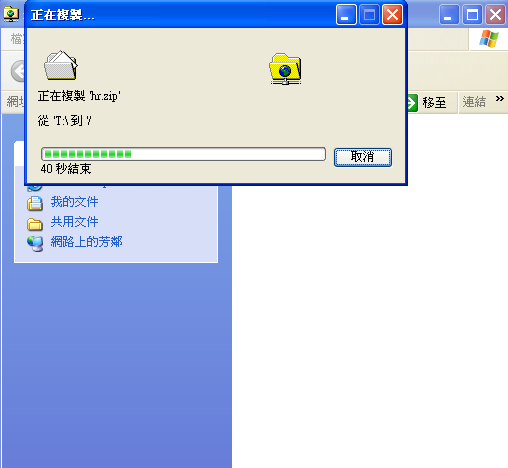 正在複製...
檔
正在複製 'hr.zip'
從 'T:\ 到 '/'
40 秒結束
取消
網
移至
連結
»
我的文件
共用文件
網路上的芳鄰